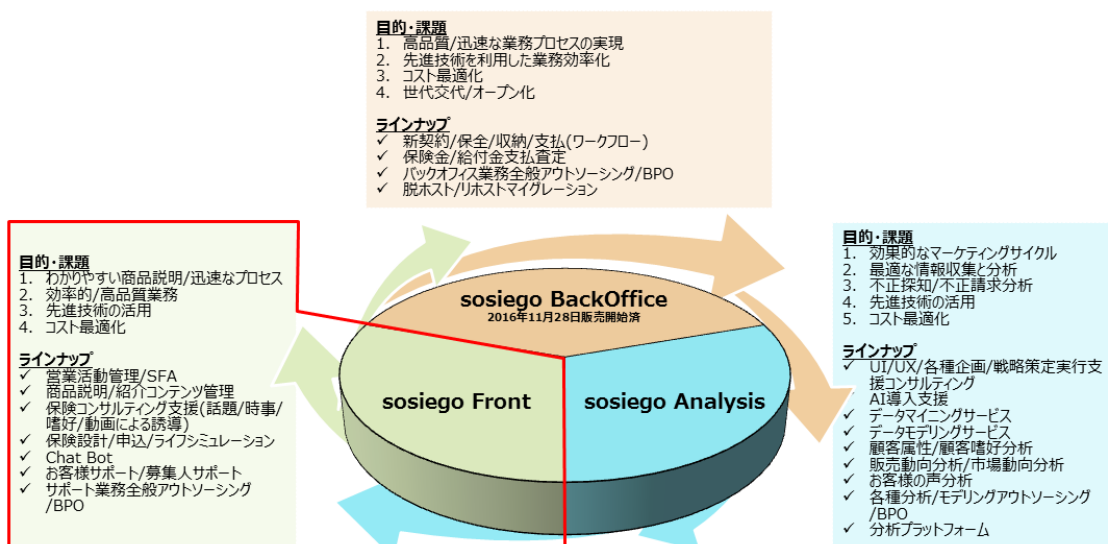 目的・課題
1. 高品質/迅速な業務プロセスの実現
2. 先進技術を利用した業務効率化
3. コスト最適化
4. 世代交代/オープン化
ラインナップ
✓ 新契約/保全/収納/支払(ワークフロー)
✓ 保険金/給付金支払査定
✓ バックオフィス業務全般アウトソーシング/BPO
✓ 脱ホスト/リホストマイグレーション
目的・課題
1. わかりやすい商品説明/迅速なプロセス
2. 効率的/高品質業務
3. 先進技術の活用
4. コスト最適化
ラインナップ
✓ 営業活動管理/SFA
✓ 商品説明/紹介コンテンツ管理
✓ 保険コンサルティング支援(話題/時事/
嗜好/動画による誘導)
✓ 保険設計/申込/ライフシミュレーション
✓ Chat Bot
✓ お客様サポート/募集人サポート
✓ サポート業務全般アウトソーシング
/BPO
sosiego BackOffice
2016年11月28日販売開始済
sosiego Front
sosiego Analysis
目的・課題
1. 効果的なマーケティングサイクル
2. 最適な情報収集と分析
3. 不正探知/不正請求分析
4. 先進技術の活用
5. コスト最適化
ラインナップ
✓ UI/UX/各種企画/戦略策定実行支
援コンサルティング
✓ AI導入支援
✓ データマイニングサービス
✓ データモデリングサービス
✓ 顧客属性/顧客嗜好分析
✓ 販売動向分析/市場動向分析
✓ お客様の声分析
✓ 各種分析/モデリングアウトソーシング
/BPO
✓ 分析プラットフォーム